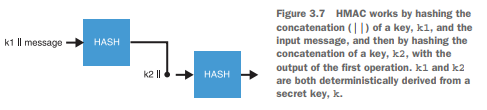 k1 || message
HASH
k2 ||
HASH
Figure 3.7 HMAC works by hashing the
concatenation (||) of a key, k1, and the
input message, and then by hashing the
concatenation of a key, k2, with the
output of the first operation. k1 and k2
are both deterministically derived from a
secret key, k.